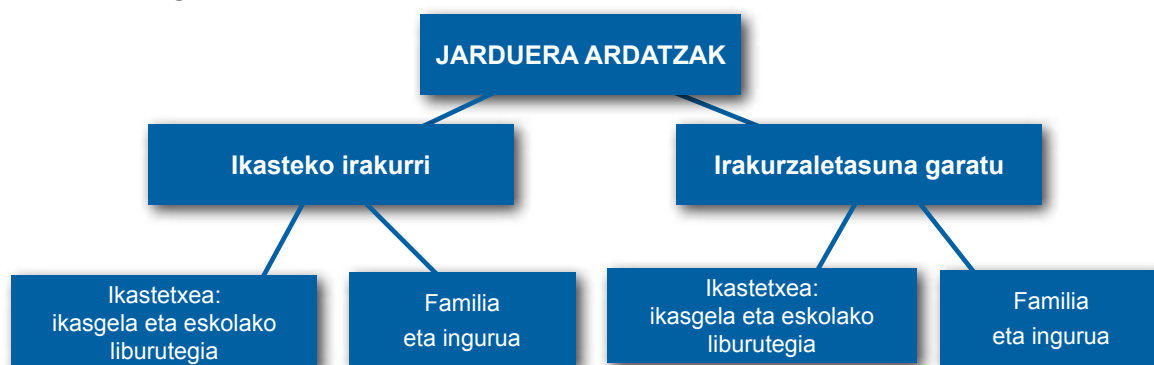 JARDUERA ARDATZAK
Ikasteko irakurri
Irakurzaletasuna garatu
Ikastetxea:
ikasgela eta eskolako
liburutegia
Familia
eta ingurua
Ikastetxea:
ikasgela eta eskolako
liburutegia
Familia
eta ingurua